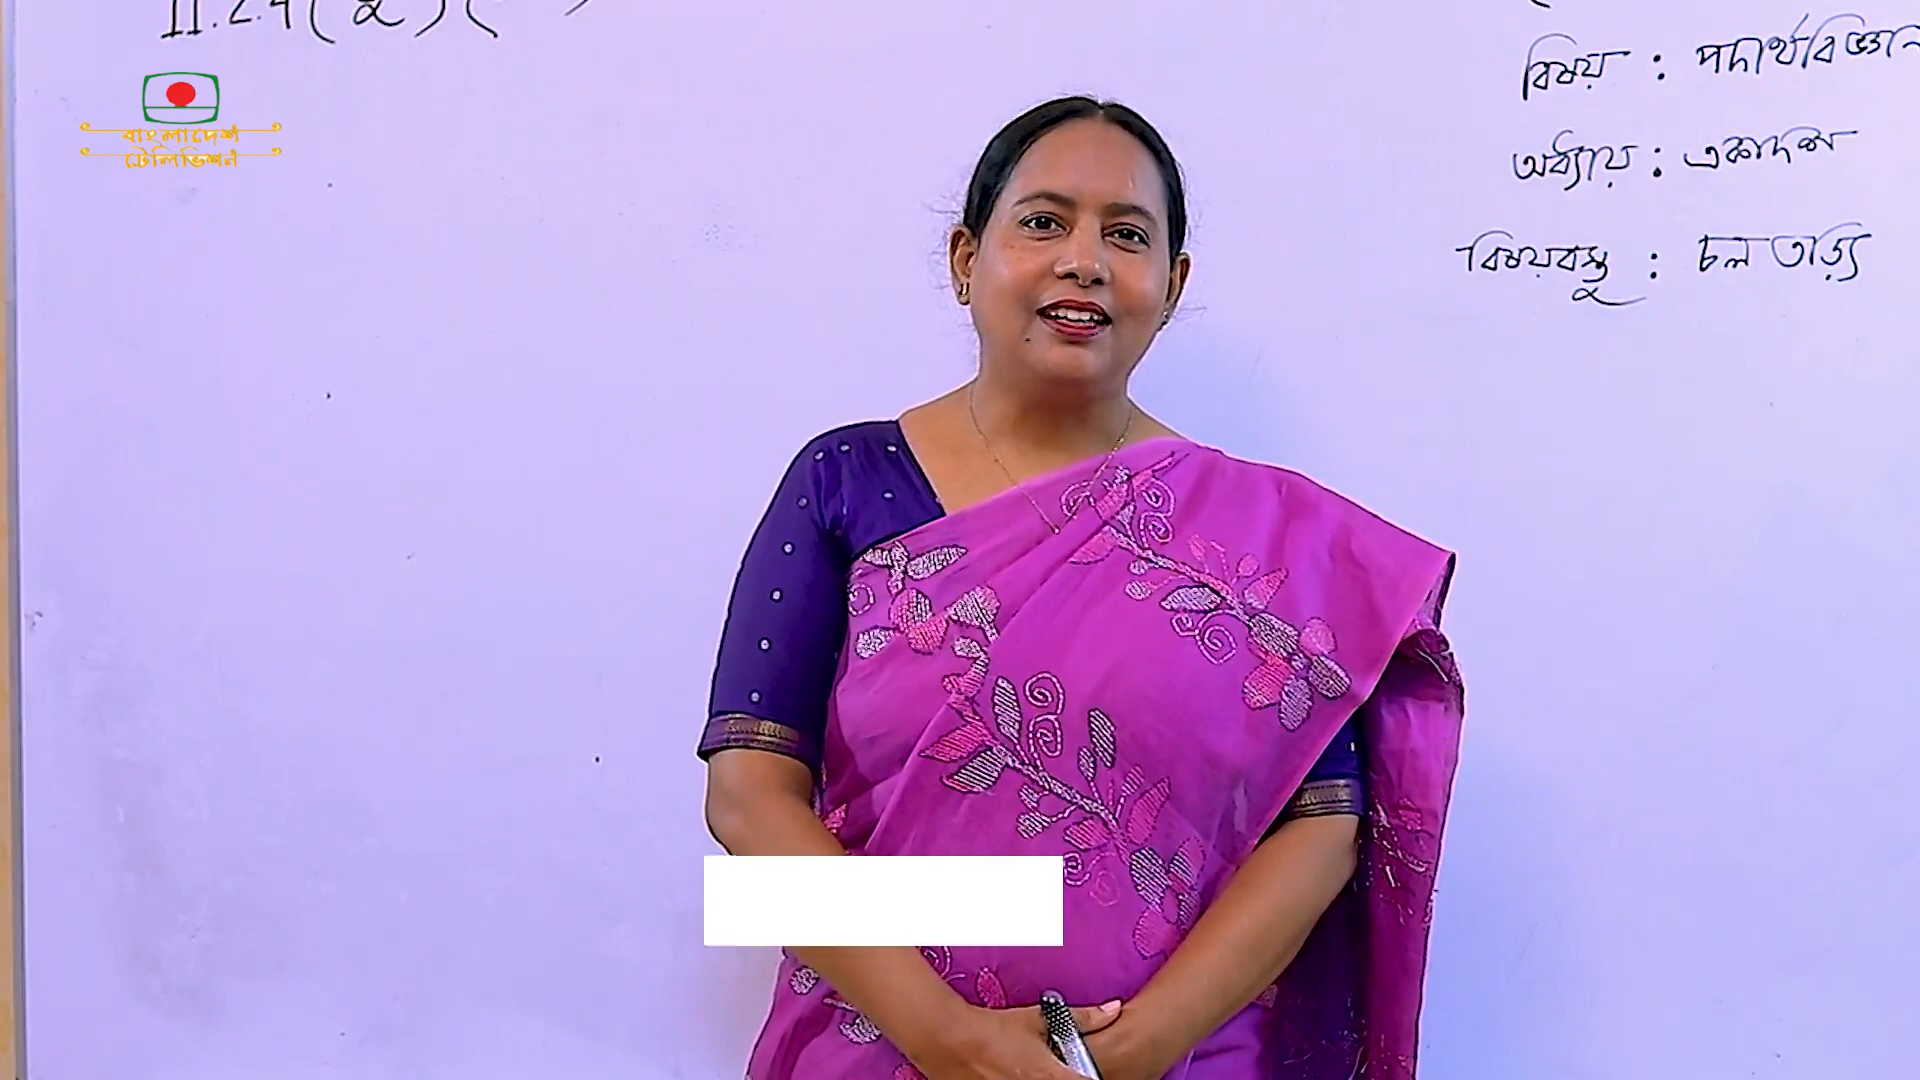 বাংলাদেশ
টেলিভিশন
বিষয় : পদার্থবিজ্ঞান
অধ্যায় : একাদশ
বিষয়বস্তু : চল তড়িৎ